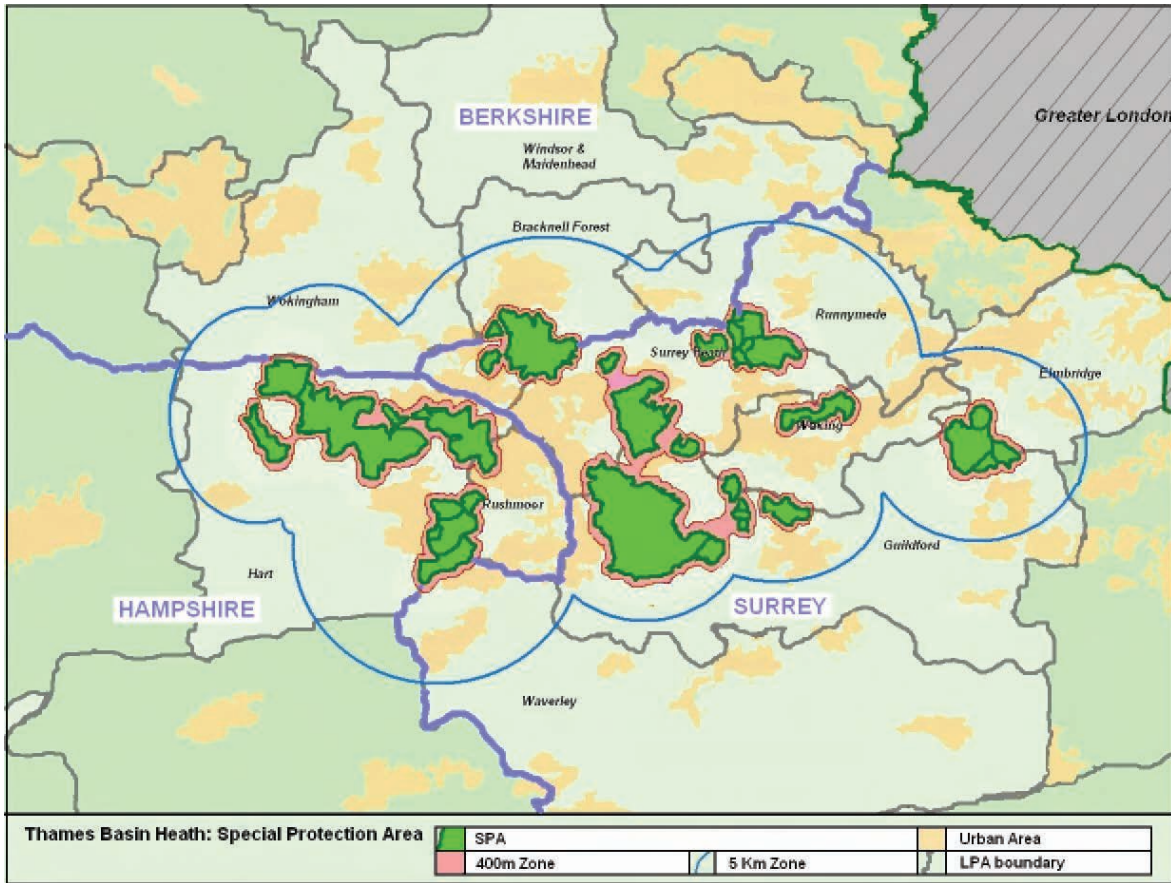 Greater London
BERKSHIRE
Windsor &
Maidenhead
Bracknell Forest
Wokingham
Runnymede
Surrey Heath
Elmbridge
Woking
Rushmoor
Guildford
Hart
HAMPSHIRE
SURREY
Waverley
Thames Basin Heath: Special Protection Area
SPA
Urban Area
400m Zone
5 Km Zone
LPA boundary